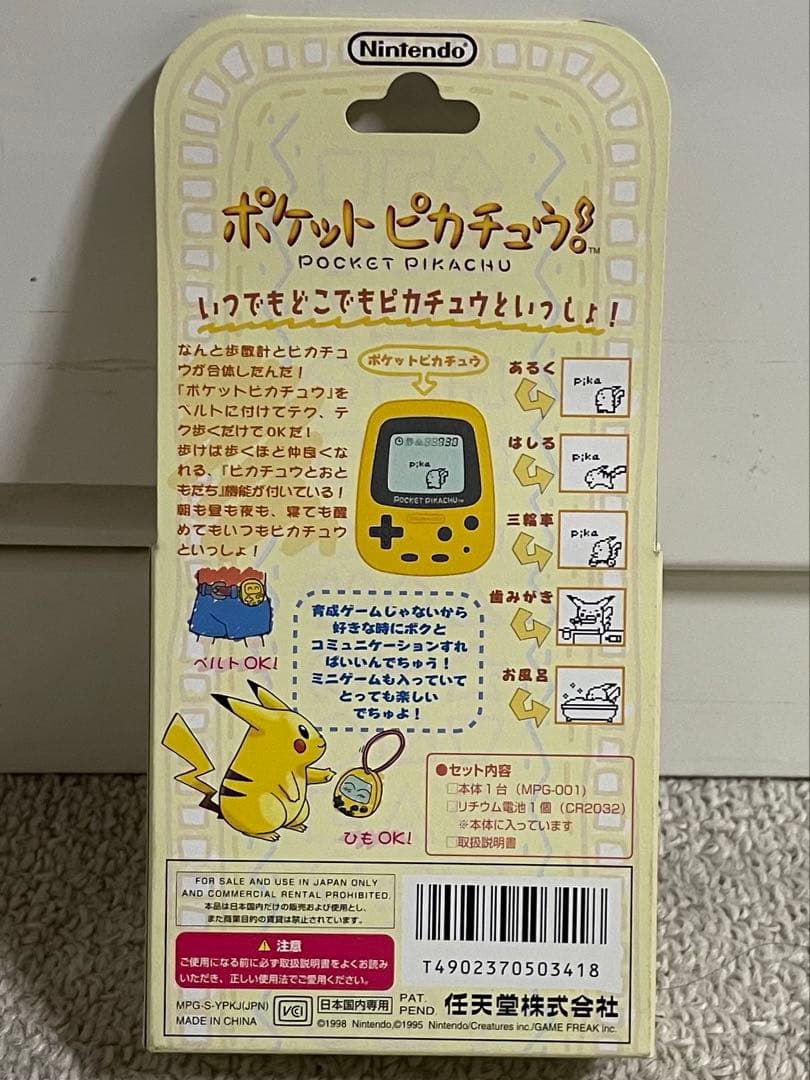 Nintendo
ポケットピカチュウ!
TM
POCKET PIKACHU
いつでもどこでもピカチュウといっしょ!
なんと歩数計とピカチュ
ウが合体したんだ!
『ポケットピカチュウ』を
ベルトに付けてテク、テ
ク歩くだけでOKだ!
歩けば歩くほど仲良くな
れる、『ピカチュウとおと
もだち』機能が付いている!
朝も昼も夜も、寝ても醒
めてもいつもピカチュウ
といっしょ!
ポケットピカチュウ
pika
POCKET PIKACHU TM
あるく
pika
はしる
pika
三輪車
pika
歯みがき
お風呂
ベルトOK!
育成ゲームじゃないから
好きな時にボクと
コミュニケーションすれ
ばいいんでちゅう!
ミニゲームも入っていて
とっても楽しい
でちゅよ!
ひもOK!
●セット内容
□本体1台(MPG-001)
□リチウム電池1個(CR2032)
※本体に入っています
□取扱説明書
FOR SALE AND USE IN JAPAN ONLY
AND COMMERCIAL RENTAL PROHIBITED.
本品は日本国内だけの販売および使用とし、
また商業目的の賃貸は禁止されています。
注意
ご使用になる前に必ず取扱説明書をよくお読み
いただき、正しい使用法でご愛用ください。
T4902370503418
MPG-S-YPKJ(JPN)
MADE IN CHINA
VCI
日本国内専用
PAT.
PEND.
任天堂株式会社
©1998 Nintendo,©1995 Nintendo/Creatures inc./GAME FREAK inc.